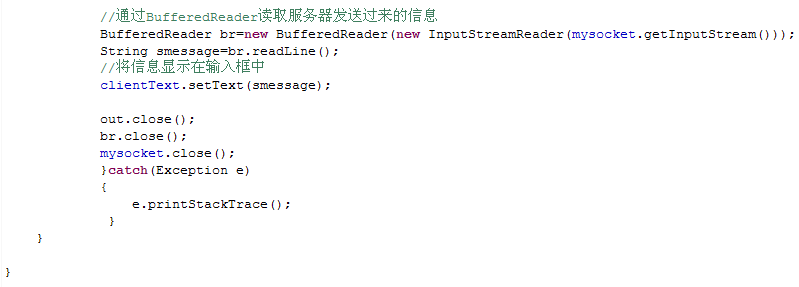 //通过BufferedReader读取服务器发送过来的信息
BufferedReader br=new BufferedReader(new InputStreamReader(mysocket.getInputStream()));
String smessage=br.readLine();
//将信息显示在输入框中
clientText.setText(smessage);
out.close();
br.close();
mysocket.close();
}catch(Exception e)
{
e.printStackTrace();
}
}
}